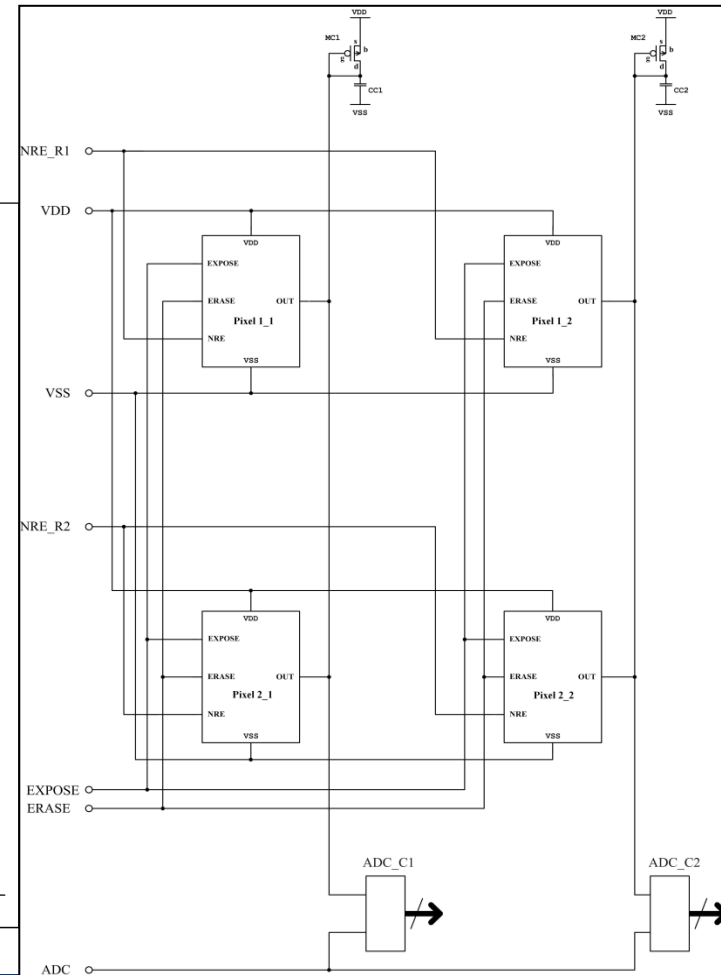 VDD VDD
MC1 s b g d MC2 s b g d
CC1 CC2
VSS VSS
NRE_R1
VDD
VDD VDD
EXPOSE EXPOSE
ERASE OUT ERASE OUT
Pixel 1_1 Pixel 1_2
NRE NRE
VSS VSS
VSS
NRE_R2
VDD VDD
EXPOSE EXPOSE
ERASE OUT ERASE OUT
Pixel 2_1 Pixel 2_2
NRE NRE
VSS VSS
EXPOSE
ERASE
ADC_C1 ADC_C2
ADC